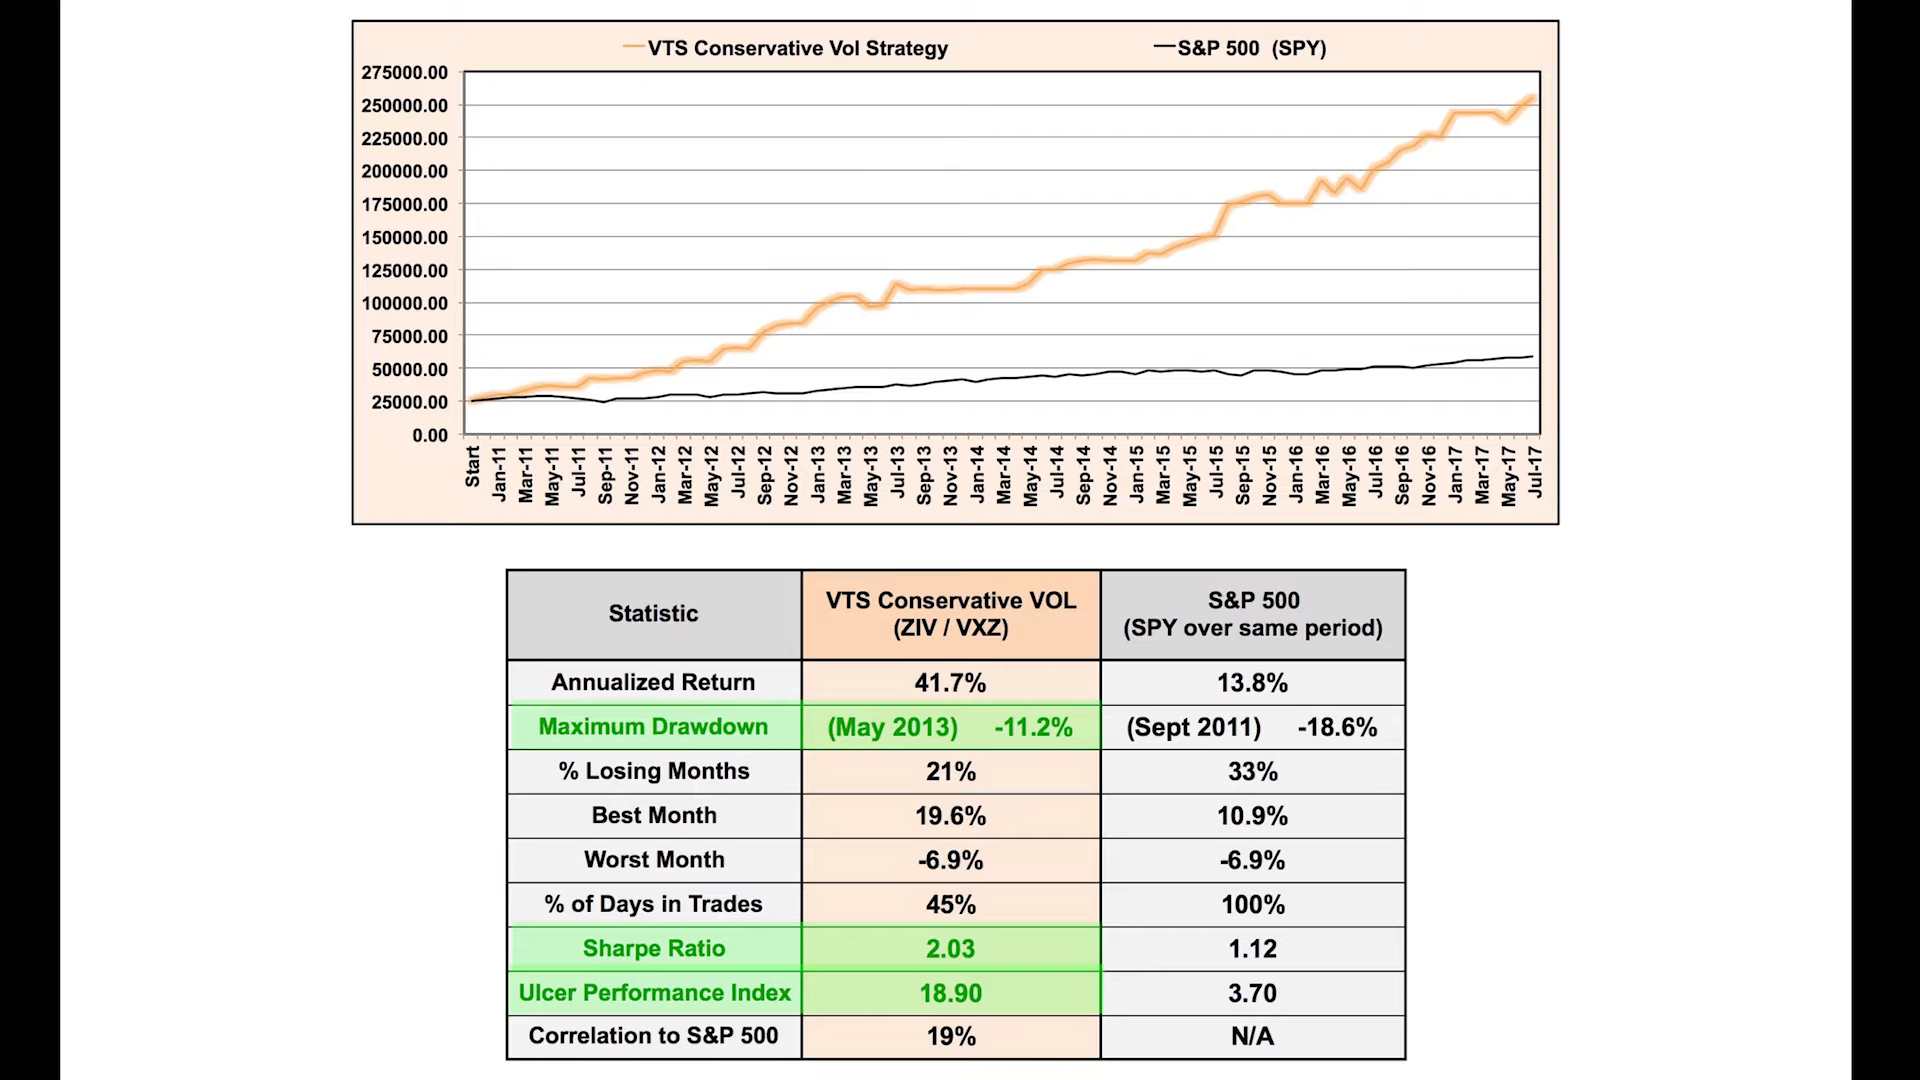 VTS Conservative Vol Strategy
S&P 500 (SPY)
275000.00
250000.00
225000.00
200000.00
175000.00
150000.00
125000.00
100000.00
75000.00
50000.00
25000.00
0.00
Start
Jan-11
Mar-11
May-11
Jul-11
Sep-11
Nov-11
Jan-12
Mar-12
May-12
Jul-12
Sep-12
Nov-12
Jan-13
Mar-13
May-13
Jul-13
Sep-13
Nov-13
Jan-14
Mar-14
May-14
Jul-14
Sep-14
Nov-14
Jan-15
Mar-15
May-15
Jul-15
Sep-15
Nov-15
Jan-16
Mar-16
May-16
Jul-16
Sep-16
Nov-16
Jan-17
Mar-17
May-17
Jul-17
Statistic
VTS Conservative VOL
(ZIV / VXZ)
S&P 500
(SPY over same period)
Annualized Return 41.7% 13.8%
Maximum Drawdown (May 2013) -11.2% (Sept 2011) -18.6%
% Losing Months 21% 33%
Best Month 19.6% 10.9%
Worst Month -6.9% -6.9%
% of Days in Trades 45% 100%
Sharpe Ratio 2.03 1.12
Ulcer Performance Index 18.90 3.70
Correlation to S&P 500 19% N/A